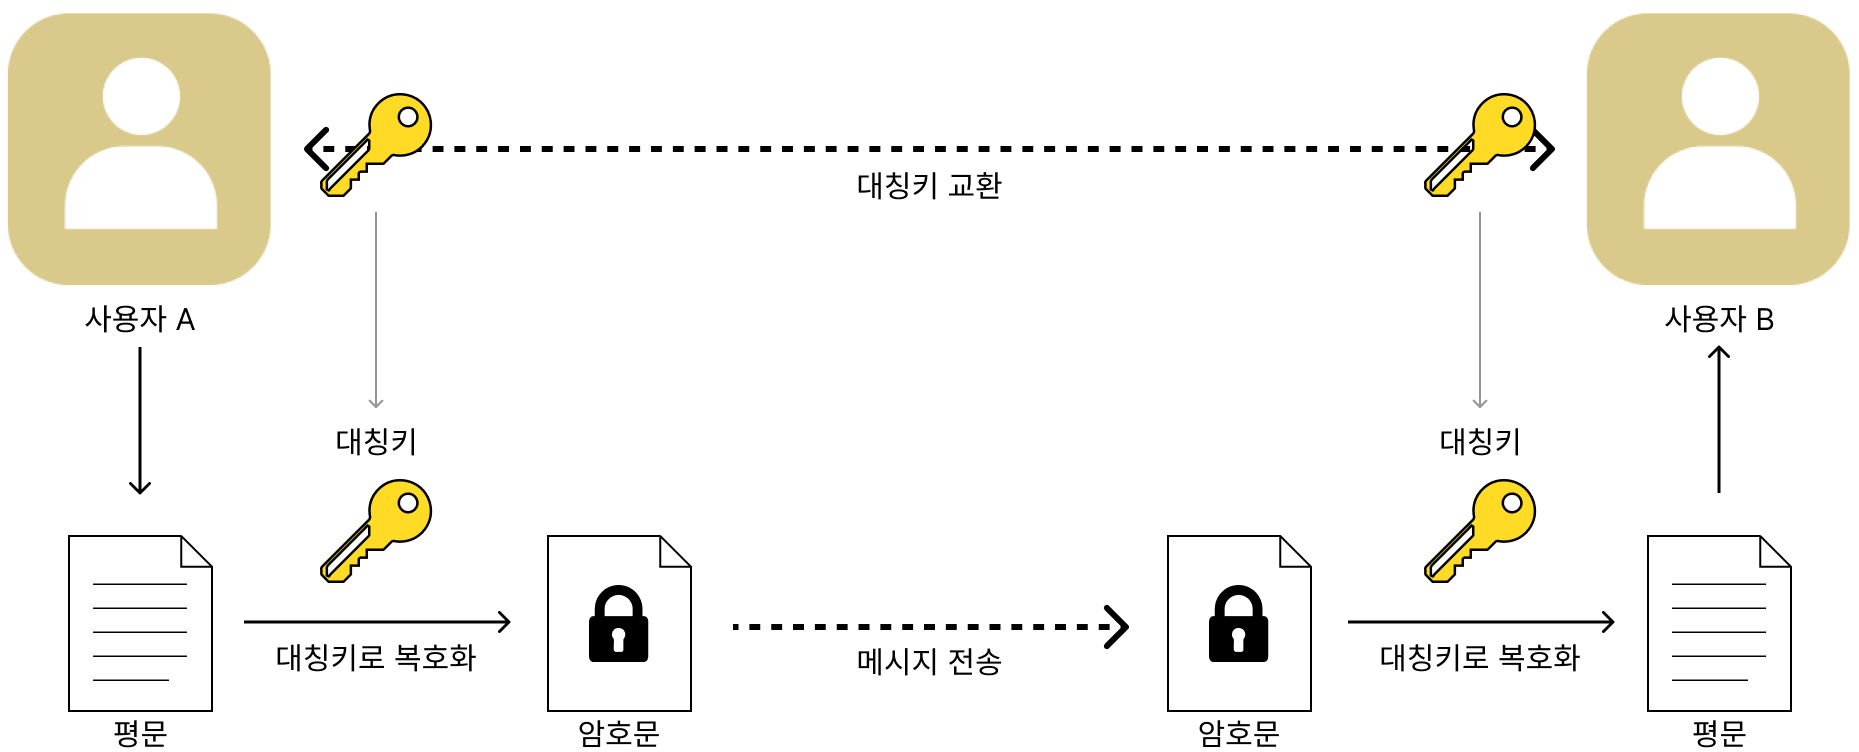 대칭키 교환
사용자 A
사용자 B
대칭키
대칭키
대칭키로 복호화
메시지 전송
대칭키로 복호화
평문
암호문
암호문
평문